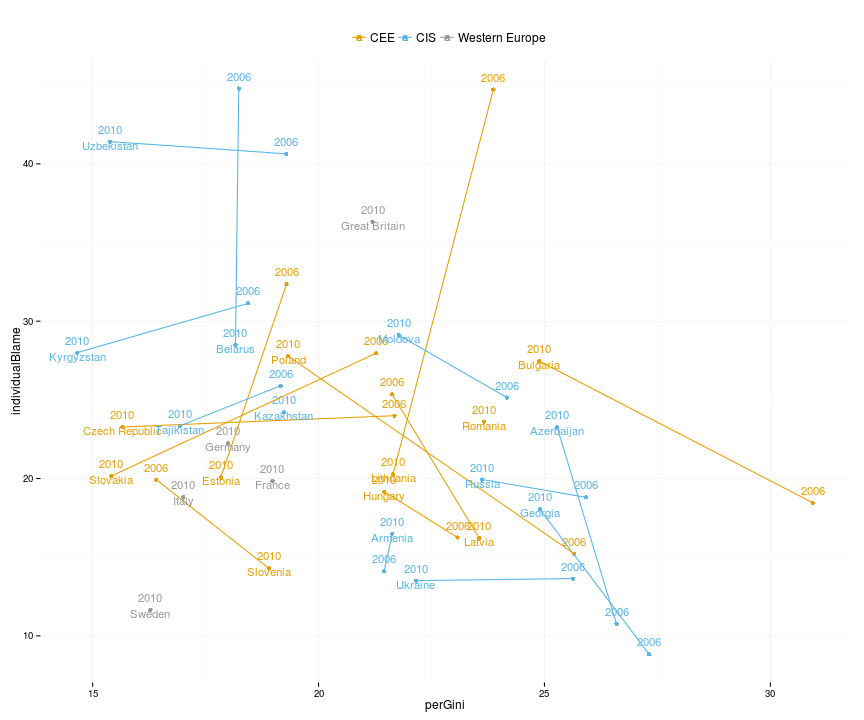 a CEE a CIS a Western Europe
2006
2006
2010
Uzbekistan
2006
40
2010
Great Britain
2006
2006
30
2010
Belarus
2010
Kyrgyzstan
2010
Moldova
2010
Poland
2006
2010
Bulgaria
2006
2006
2006
2010
Kazakhstan
2006
2010
Czech Republic
2010
Tajikistan
2010
Romania
2010
Azerbaijan
2010
Germany
20
2010
Slovakia
2006
2010
Estonia
2010
France
2010
Lithuania
2010
Hungary
2010
Russia
2006
2006
2010
Italy
2010
Georgia
2010
Armenia
2006
2010
Latvia
2006
2010
Slovenia
2006
2010
Ukraine
2006
2010
Sweden
2006
10
2006
15 20 25 30
perGini
individualBlame